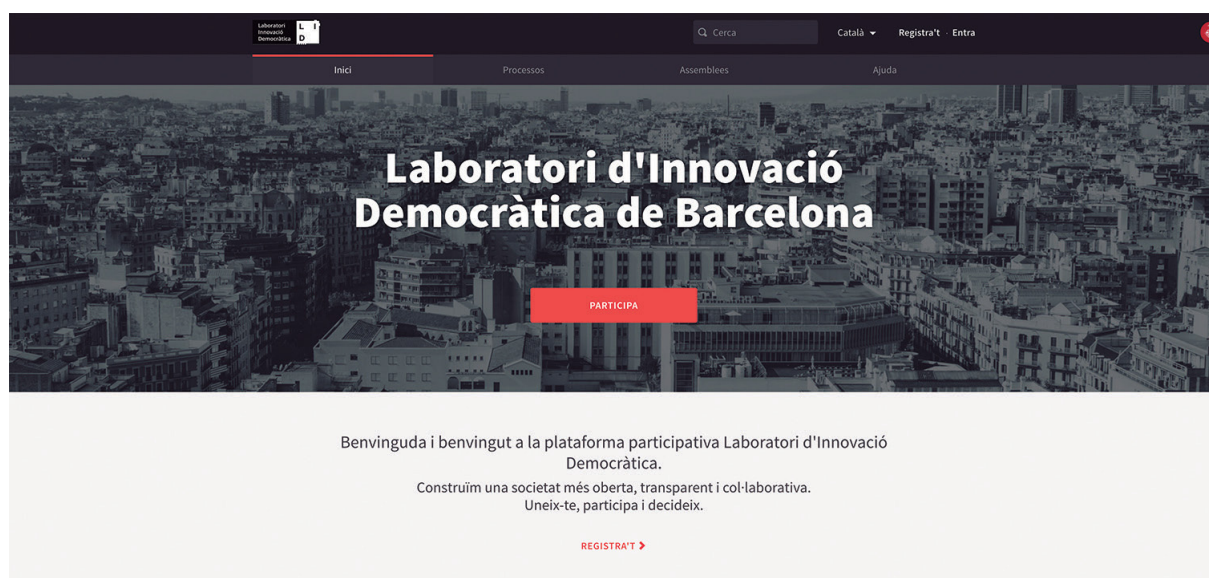 Laboratori
Innovació
Democràtica
L I
D
Cerca
Català
Registra't · Entra
Inici
Processos
Assemblees
Ajuda
Laboratori d'Innovació
Democràtica de Barcelona
PARTICIPA
Benvinguda i benvingut a la plataforma participativa Laboratori d'Innovació
Democràtica.
Construïm una societat més oberta, transparent i col·laborativa.
Uneix-te, participa i decideix.
REGISTRA'T